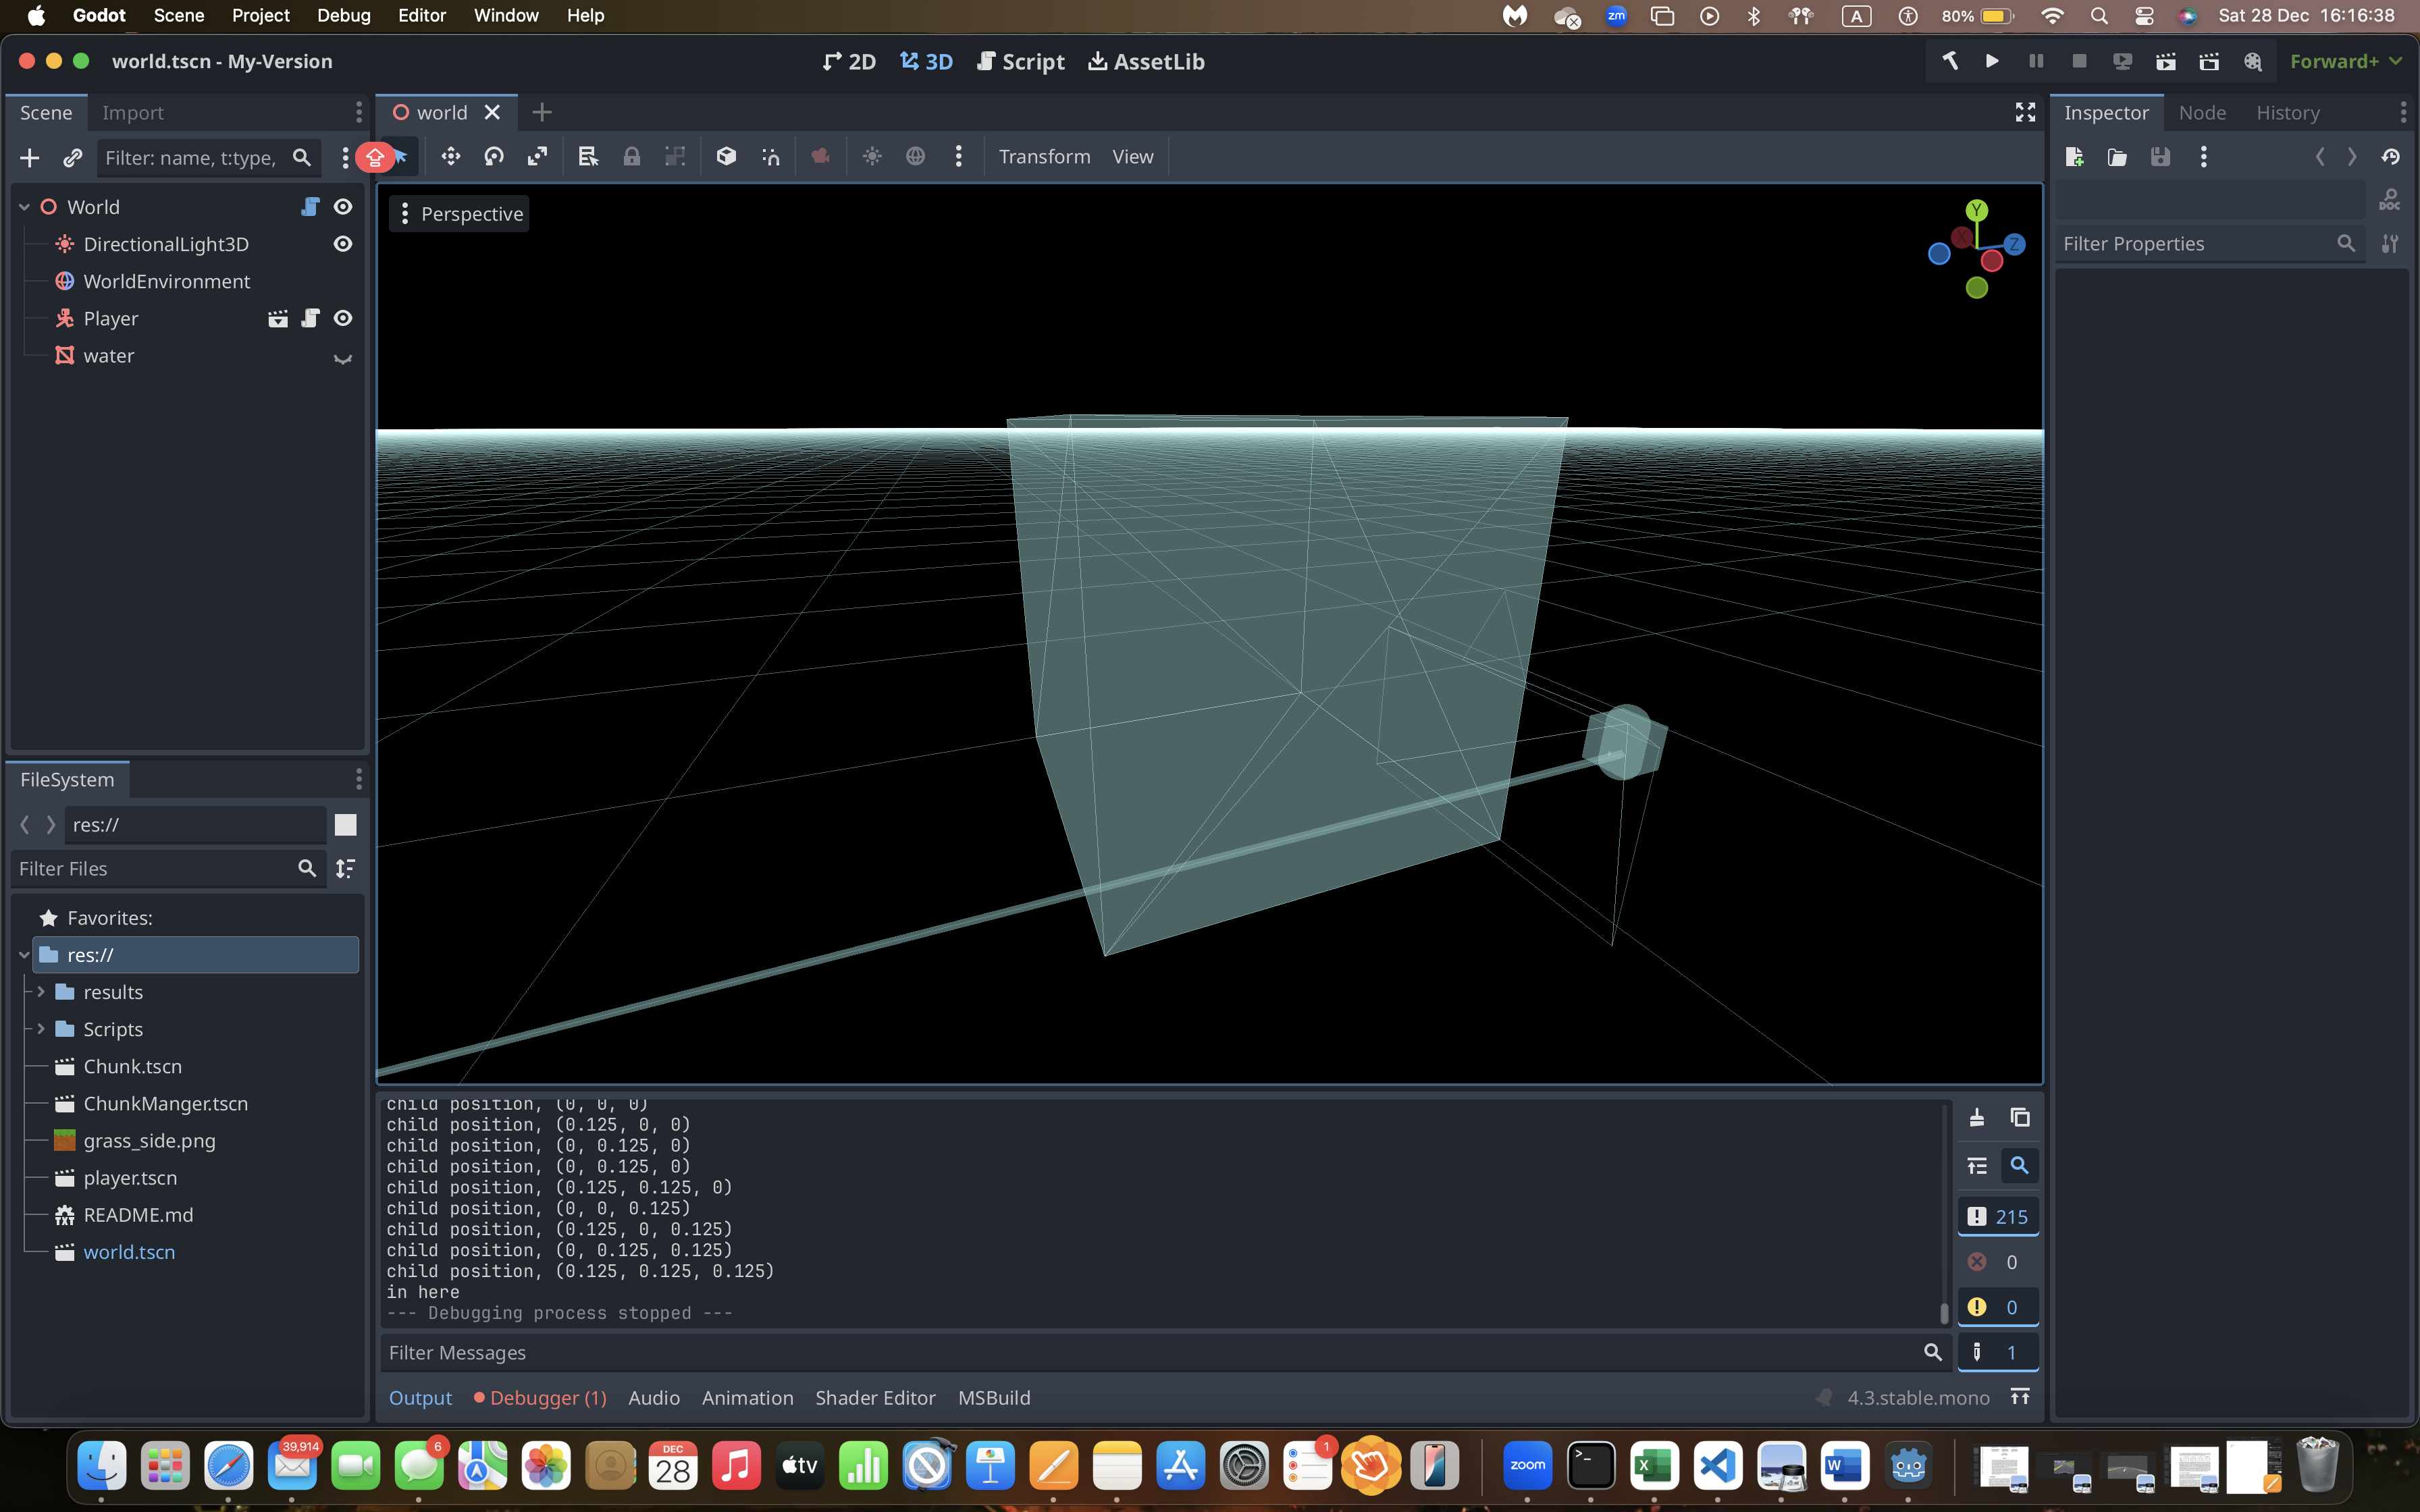 Godot Scene Project Debug Editor Window Help
zm A 80% Sat 28 Dec 16:16:38
world.tscn - My-Version
2D 3D Script AssetLib
Forward+
Scene Import
world
Inspector Node History
Filter: name, t:type,
Transform View
World
DirectionalLight3D
WorldEnvironment
Player
water
Perspective
Y
Z
DOC
Filter Properties
FileSystem
res://
Filter Files
Favorites:
res://
results
Scripts
Chunk.tscn
ChunkManger.tscn
grass_side.png
player.tscn
README.md
world.tscn
child position, (0, 0, 0)
child position, (0.125, 0, 0)
child position, (0, 0.125, 0)
child position, (0, 0.125, 0)
child position, (0.125, 0.125, 0)
child position, (0, 0, 0.125)
child position, (0.125, 0, 0.125)
child position, (0, 0.125, 0.125)
child position, (0.125, 0.125, 0.125)
in here
--- Debugging process stopped ---
215
0
0
1
Filter Messages
Output Debugger (1) Audio Animation Shader Editor MSBuild
4.3.stable.mono
39,914
6
DEC
28
tv
1
zoom
>_
X
W